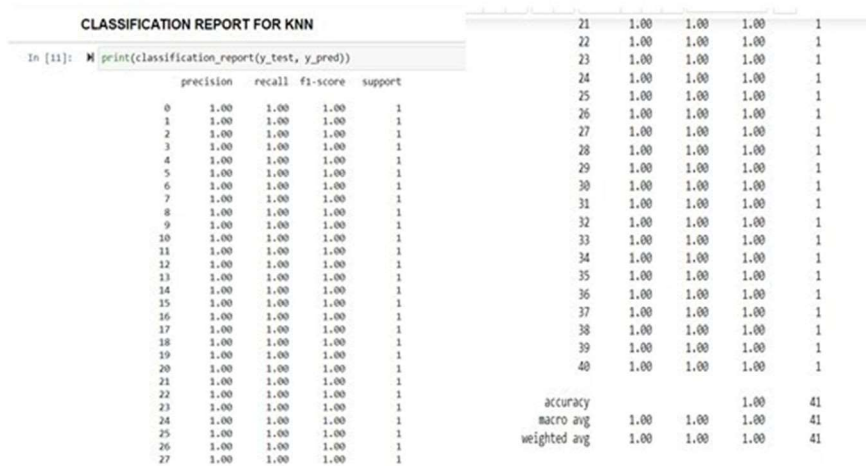 CLASSIFICATION REPORT FOR KNN
In [11]: print(classification_report(y_test, y_pred))
precision recall f1-score support
0 1.00 1.00 1.00 1
1 1.00 1.00 1.00 1
2 1.00 1.00 1.00 1
3 1.00 1.00 1.00 1
4 1.00 1.00 1.00 1
5 1.00 1.00 1.00 1
6 1.00 1.00 1.00 1
7 1.00 1.00 1.00 1
8 1.00 1.00 1.00 1
9 1.00 1.00 1.00 1
10 1.00 1.00 1.00 1
11 1.00 1.00 1.00 1
12 1.00 1.00 1.00 1
13 1.00 1.00 1.00 1
14 1.00 1.00 1.00 1
15 1.00 1.00 1.00 1
16 1.00 1.00 1.00 1
17 1.00 1.00 1.00 1
18 1.00 1.00 1.00 1
19 1.00 1.00 1.00 1
20 1.00 1.00 1.00 1
21 1.00 1.00 1.00 1
22 1.00 1.00 1.00 1
23 1.00 1.00 1.00 1
24 1.00 1.00 1.00 1
25 1.00 1.00 1.00 1
26 1.00 1.00 1.00 1
27 1.00 1.00 1.00 1
21 1.00 1.00 1.00 1
22 1.00 1.00 1.00 1
23 1.00 1.00 1.00 1
24 1.00 1.00 1.00 1
25 1.00 1.00 1.00 1
26 1.00 1.00 1.00 1
27 1.00 1.00 1.00 1
28 1.00 1.00 1.00 1
29 1.00 1.00 1.00 1
30 1.00 1.00 1.00 1
31 1.00 1.00 1.00 1
32 1.00 1.00 1.00 1
33 1.00 1.00 1.00 1
34 1.00 1.00 1.00 1
35 1.00 1.00 1.00 1
36 1.00 1.00 1.00 1
37 1.00 1.00 1.00 1
38 1.00 1.00 1.00 1
39 1.00 1.00 1.00 1
40 1.00 1.00 1.00 1
accuracy 1.00 41
macro avg 1.00 1.00 1.00 41
weighted avg 1.00 1.00 1.00 41